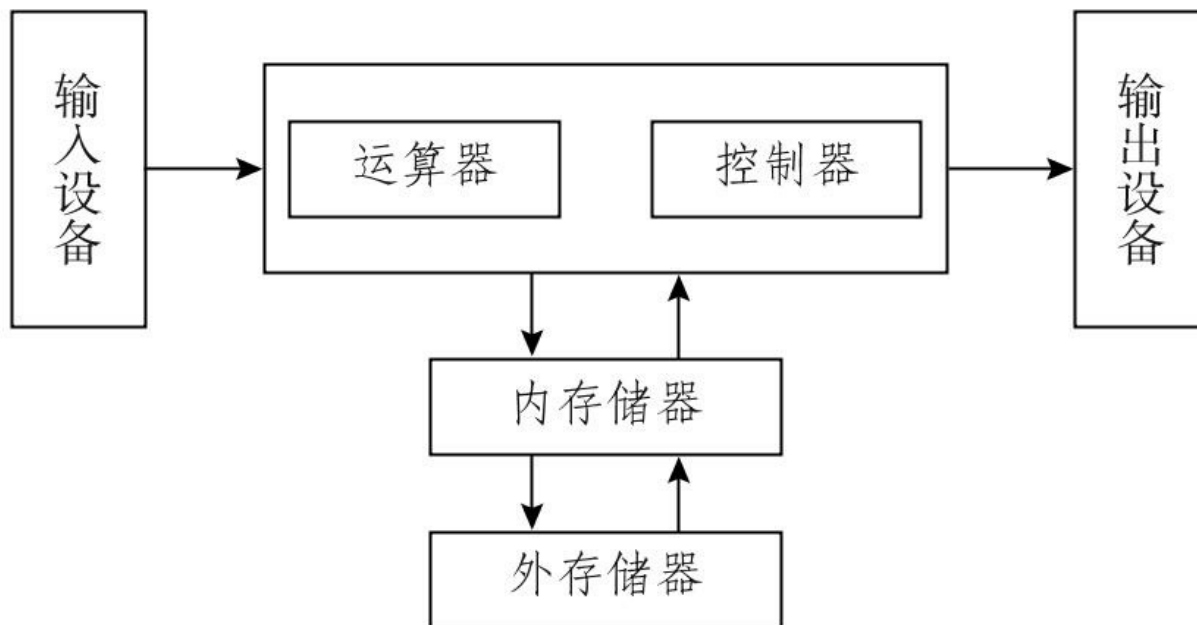 输入设备
运算器
控制器
输出设备
内存储器
外存储器